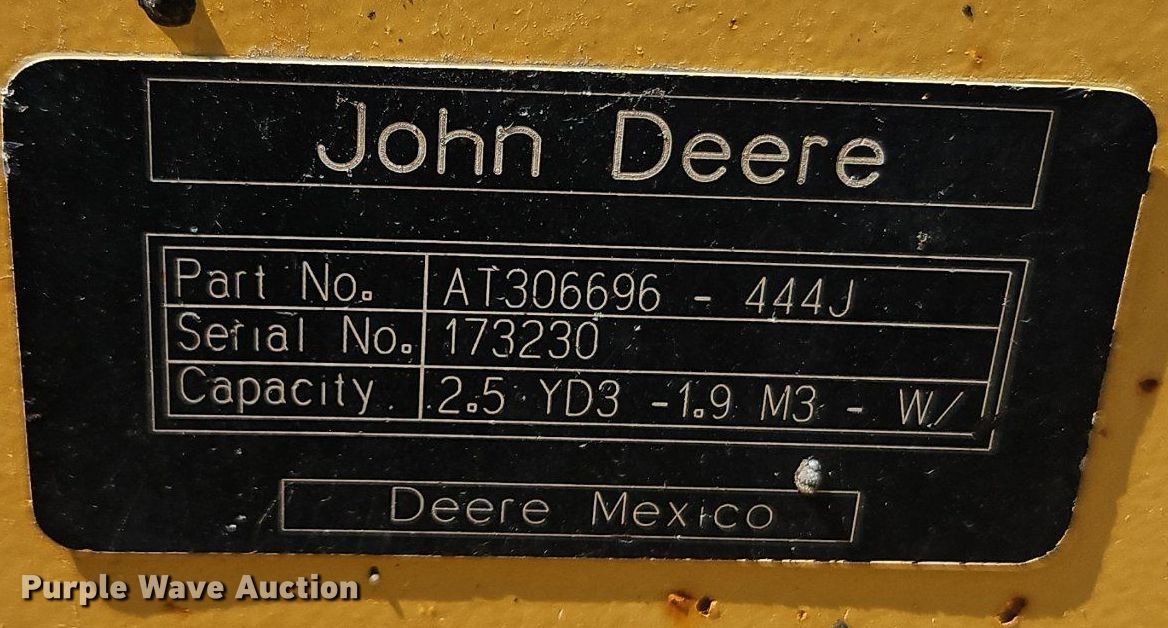 John Deere
Part No. AT306696 - 444J
Serial No. 173230
Capacity 2.5 YD3 -1.9 M3 - W/
Deere Mexico
Purple Wave Auction